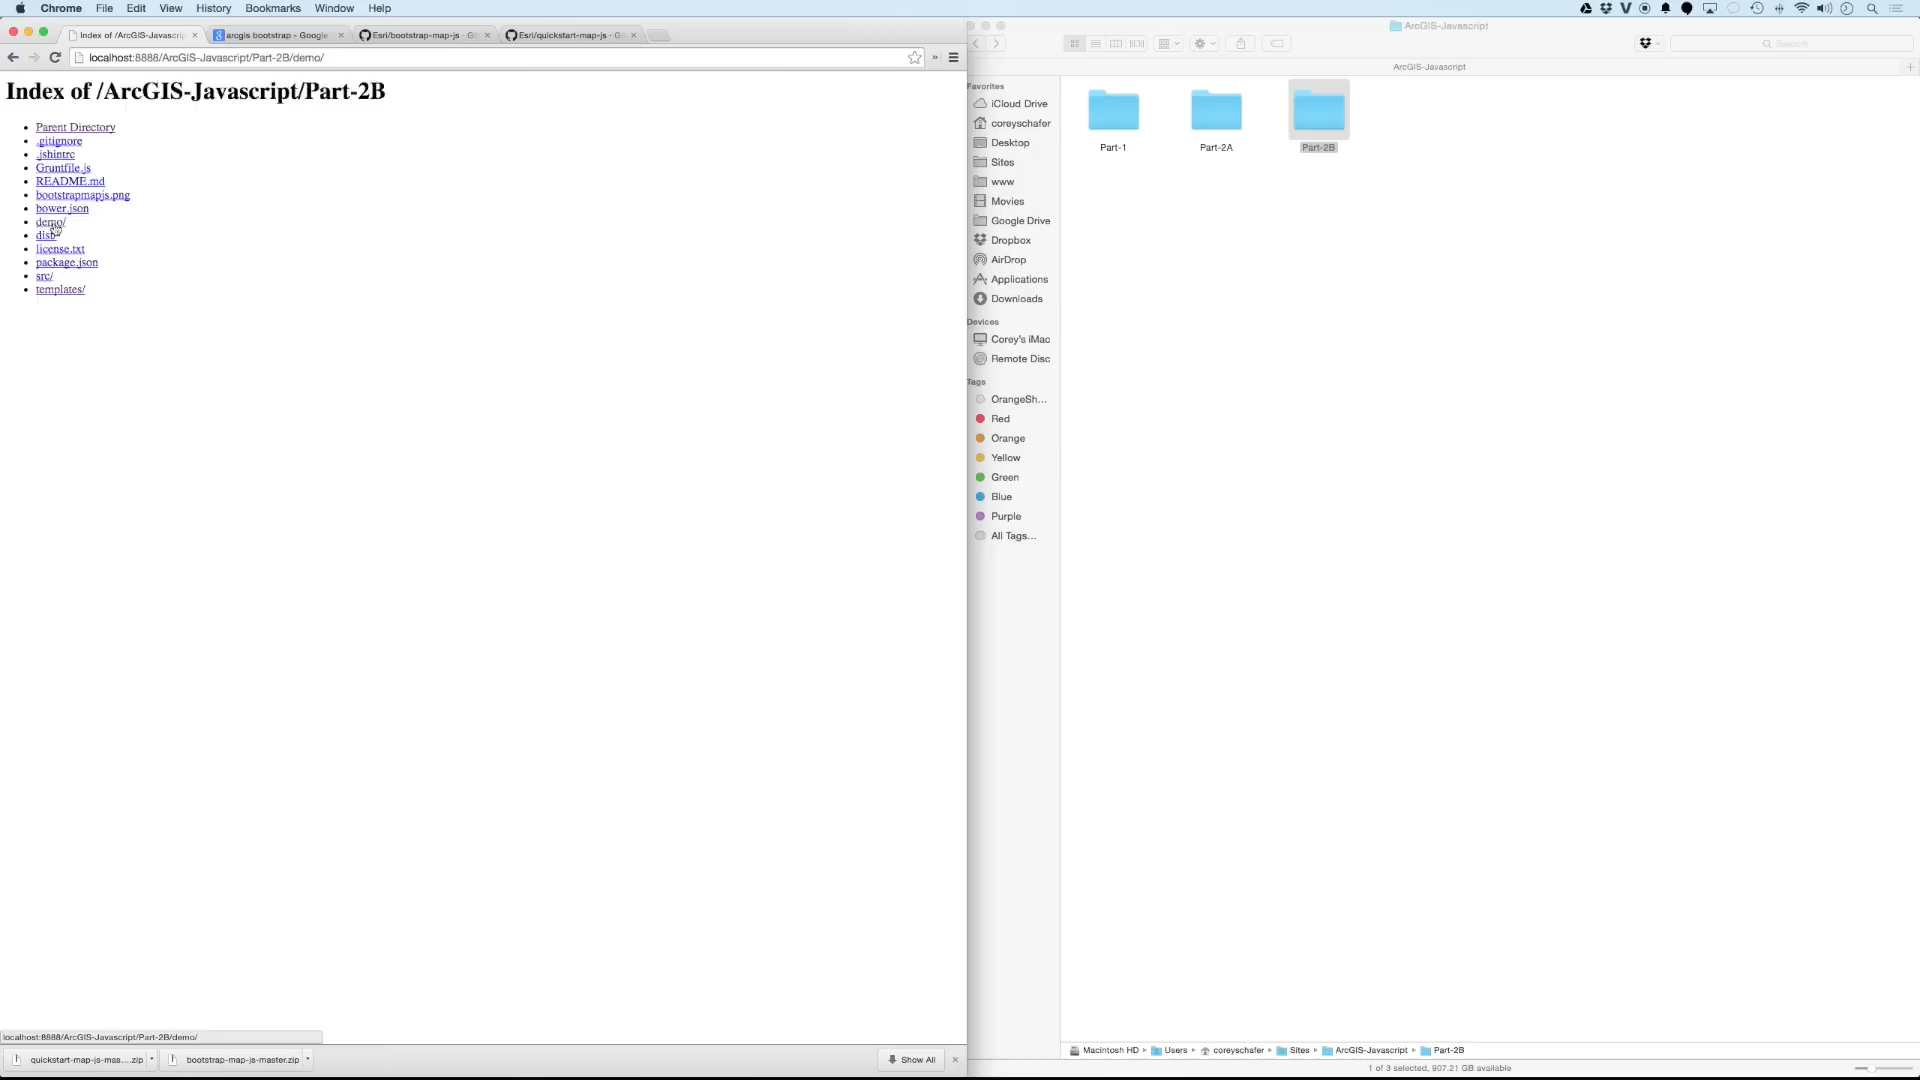 Chrome File Edit View History Bookmarks Window Help
Index of /ArcGIS-Javascrip
arcgis bootstrap - Google
Esri/bootstrap-map-js · Gi
Esri/quickstart-map-js · Gi
localhost:8888/ArcGIS-Javascript/Part-2B/demo/
Index of /ArcGIS-Javascript/Part-2B
Parent Directory
.gitignore
.jshintrc
Gruntfile.js
README.md
bootstrapmapjs.png
bower.json
demo/
dist/
license.txt
package.json
src/
templates/
localhost:8888/ArcGIS-Javascript/Part-2B/demo/
quickstart-map-js-mas....zip
bootstrap-map-js-master.zip
Show All
ArcGIS-Javascript
Search
ArcGIS-Javascript
Favorites
iCloud Drive
coreyschafer
Desktop
Sites
www
Movies
Google Drive
Dropbox
AirDrop
Applications
Downloads
Devices
Corey's iMac
Remote Disc
Tags
OrangeSh...
Red
Orange
Yellow
Green
Blue
Purple
All Tags...
Part-1
Part-2A
Part-2B
Macintosh HD Users coreyschafer Sites ArcGIS-Javascript Part-2B
1 of 3 selected, 907.21 GB available